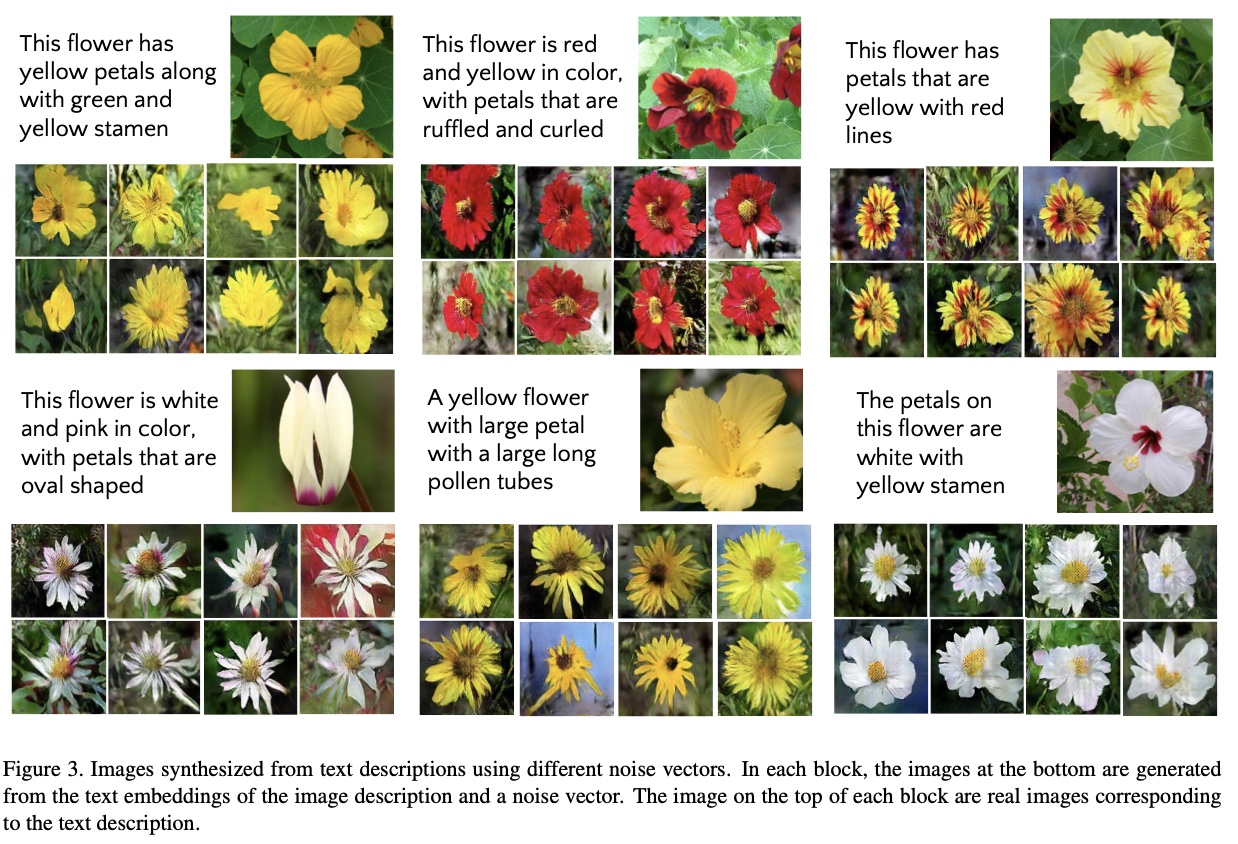 This flower has
yellow petals along
with green and
yellow stamen
This flower is red
and yellow in color,
with petals that are
ruffled and curled
This flower has
petals that are
yellow with red
lines
This flower is white
and pink in color,
with petals that are
oval shaped
A yellow flower
with large petal
with a large long
pollen tubes
The petals on
this flower are
white with
yellow stamen
Figure 3. Images synthesized from text descriptions using different noise vectors. In each block, the images at the bottom are generated
from the text embeddings of the image description and a noise vector. The image on the top of each block are real images corresponding
to the text description.